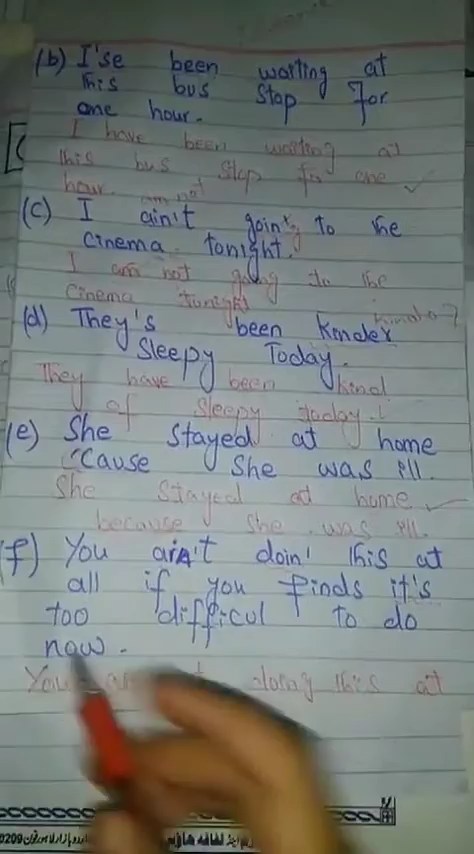 (b) I'se been waiting at
this bus stop for
one hour.
I have been waiting at
this bus stop for one
hour.
am not
(c) I ain't goin'g to the
cinema tonight.
I am not going to the
cinema tunight
(d) They's been Kinder
Sleepy Today.
They have been kind
of sleepy today.
(e) She stayed at home
'Cause She was ill.
She stayed at home
because she was ill.
(f) You ain't doin' this at
all if you finds it's
too difficul to do
now.
You this at